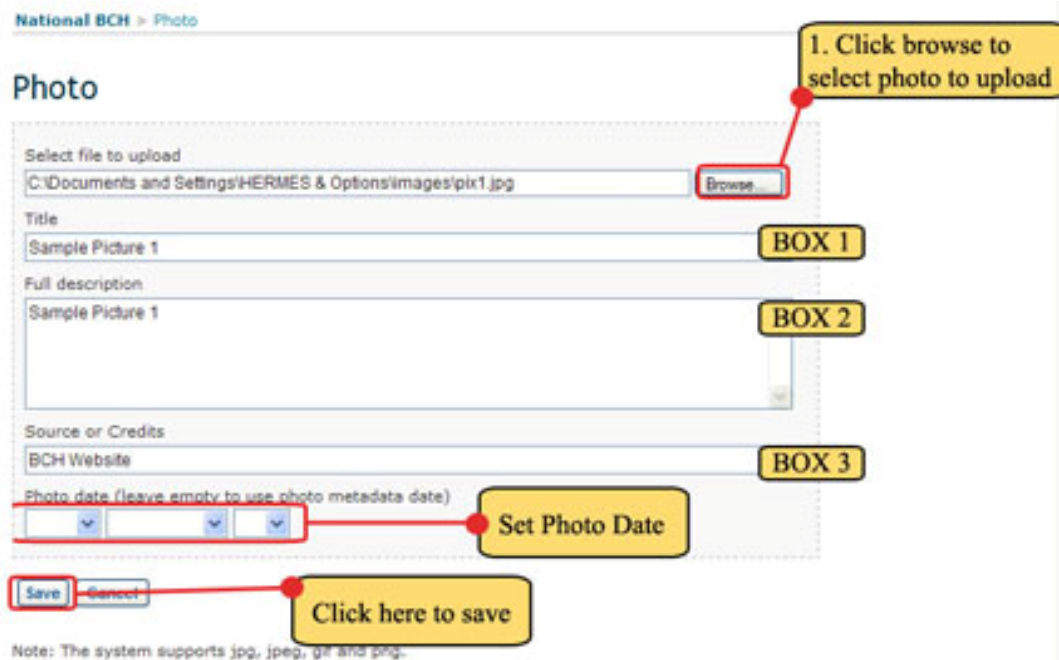 National BCH > Photo
1. Click browse to
select photo to upload
Photo
Select file to upload
C:\Documents and Settings\HERMES & Options\images\pix1.jpg
Browse...
Title
Sample Picture 1
BOX 1
Full description
Sample Picture 1
BOX 2
Source or Credits
BCH Website
BOX 3
Photo date (leave empty to use photo metadata date)
Set Photo Date
Save Cancel
Click here to save
Note: The system supports jpg, jpeg, gif and png.